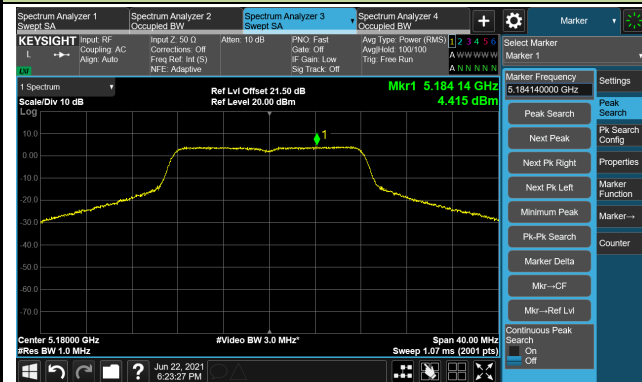 Spectrum Analyzer 1
Swept SA
Spectrum Analyzer 2
Occupied BW
Spectrum Analyzer 3
Swept SA
Spectrum Analyzer 4
Occupied BW
+
Marker
KEYSIGHT
L
Input: RF
Coupling: AC
Align: Auto
Input Z: 50 Ω
Corrections: Off
Freq Ref: Int (S)
NFE: Adaptive
Atten: 10 dB
PNO: Fast
Gate: Off
IF Gain: Low
Sig Track: Off
Avg Type: Power (RMS)
Avg|Hold: 100/100
Trig: Free Run
1 2 3 4 5 6
A W W W W W
A N N N N N
Select Marker
Marker 1
1 Spectrum
Scale/Div 10 dB
Log
Ref Lvl Offset 21.50 dB
Ref Level 20.00 dBm
Mkr1 5.184 14 GHz
4.415 dBm
1
10.0
0.00
-10.0
-20.0
-30.0
-40.0
-50.0
-60.0
-70.0
Center 5.18000 GHz
#Res BW 1.0 MHz
#Video BW 3.0 MHz*
Span 40.00 MHz
Sweep 1.07 ms (2001 pts)
Marker Frequency
5.184140000 GHz
Peak Search
Next Peak
Next Pk Right
Next Pk Left
Minimum Peak
Pk-Pk Search
Marker Delta
Mkr→CF
Mkr→Ref Lvl
Continuous Peak
Search
On
Off
Settings
Peak
Search
Pk Search
Config
Properties
Marker
Function
Marker→
Counter
?
Jun 22, 2021
6:23:27 PM